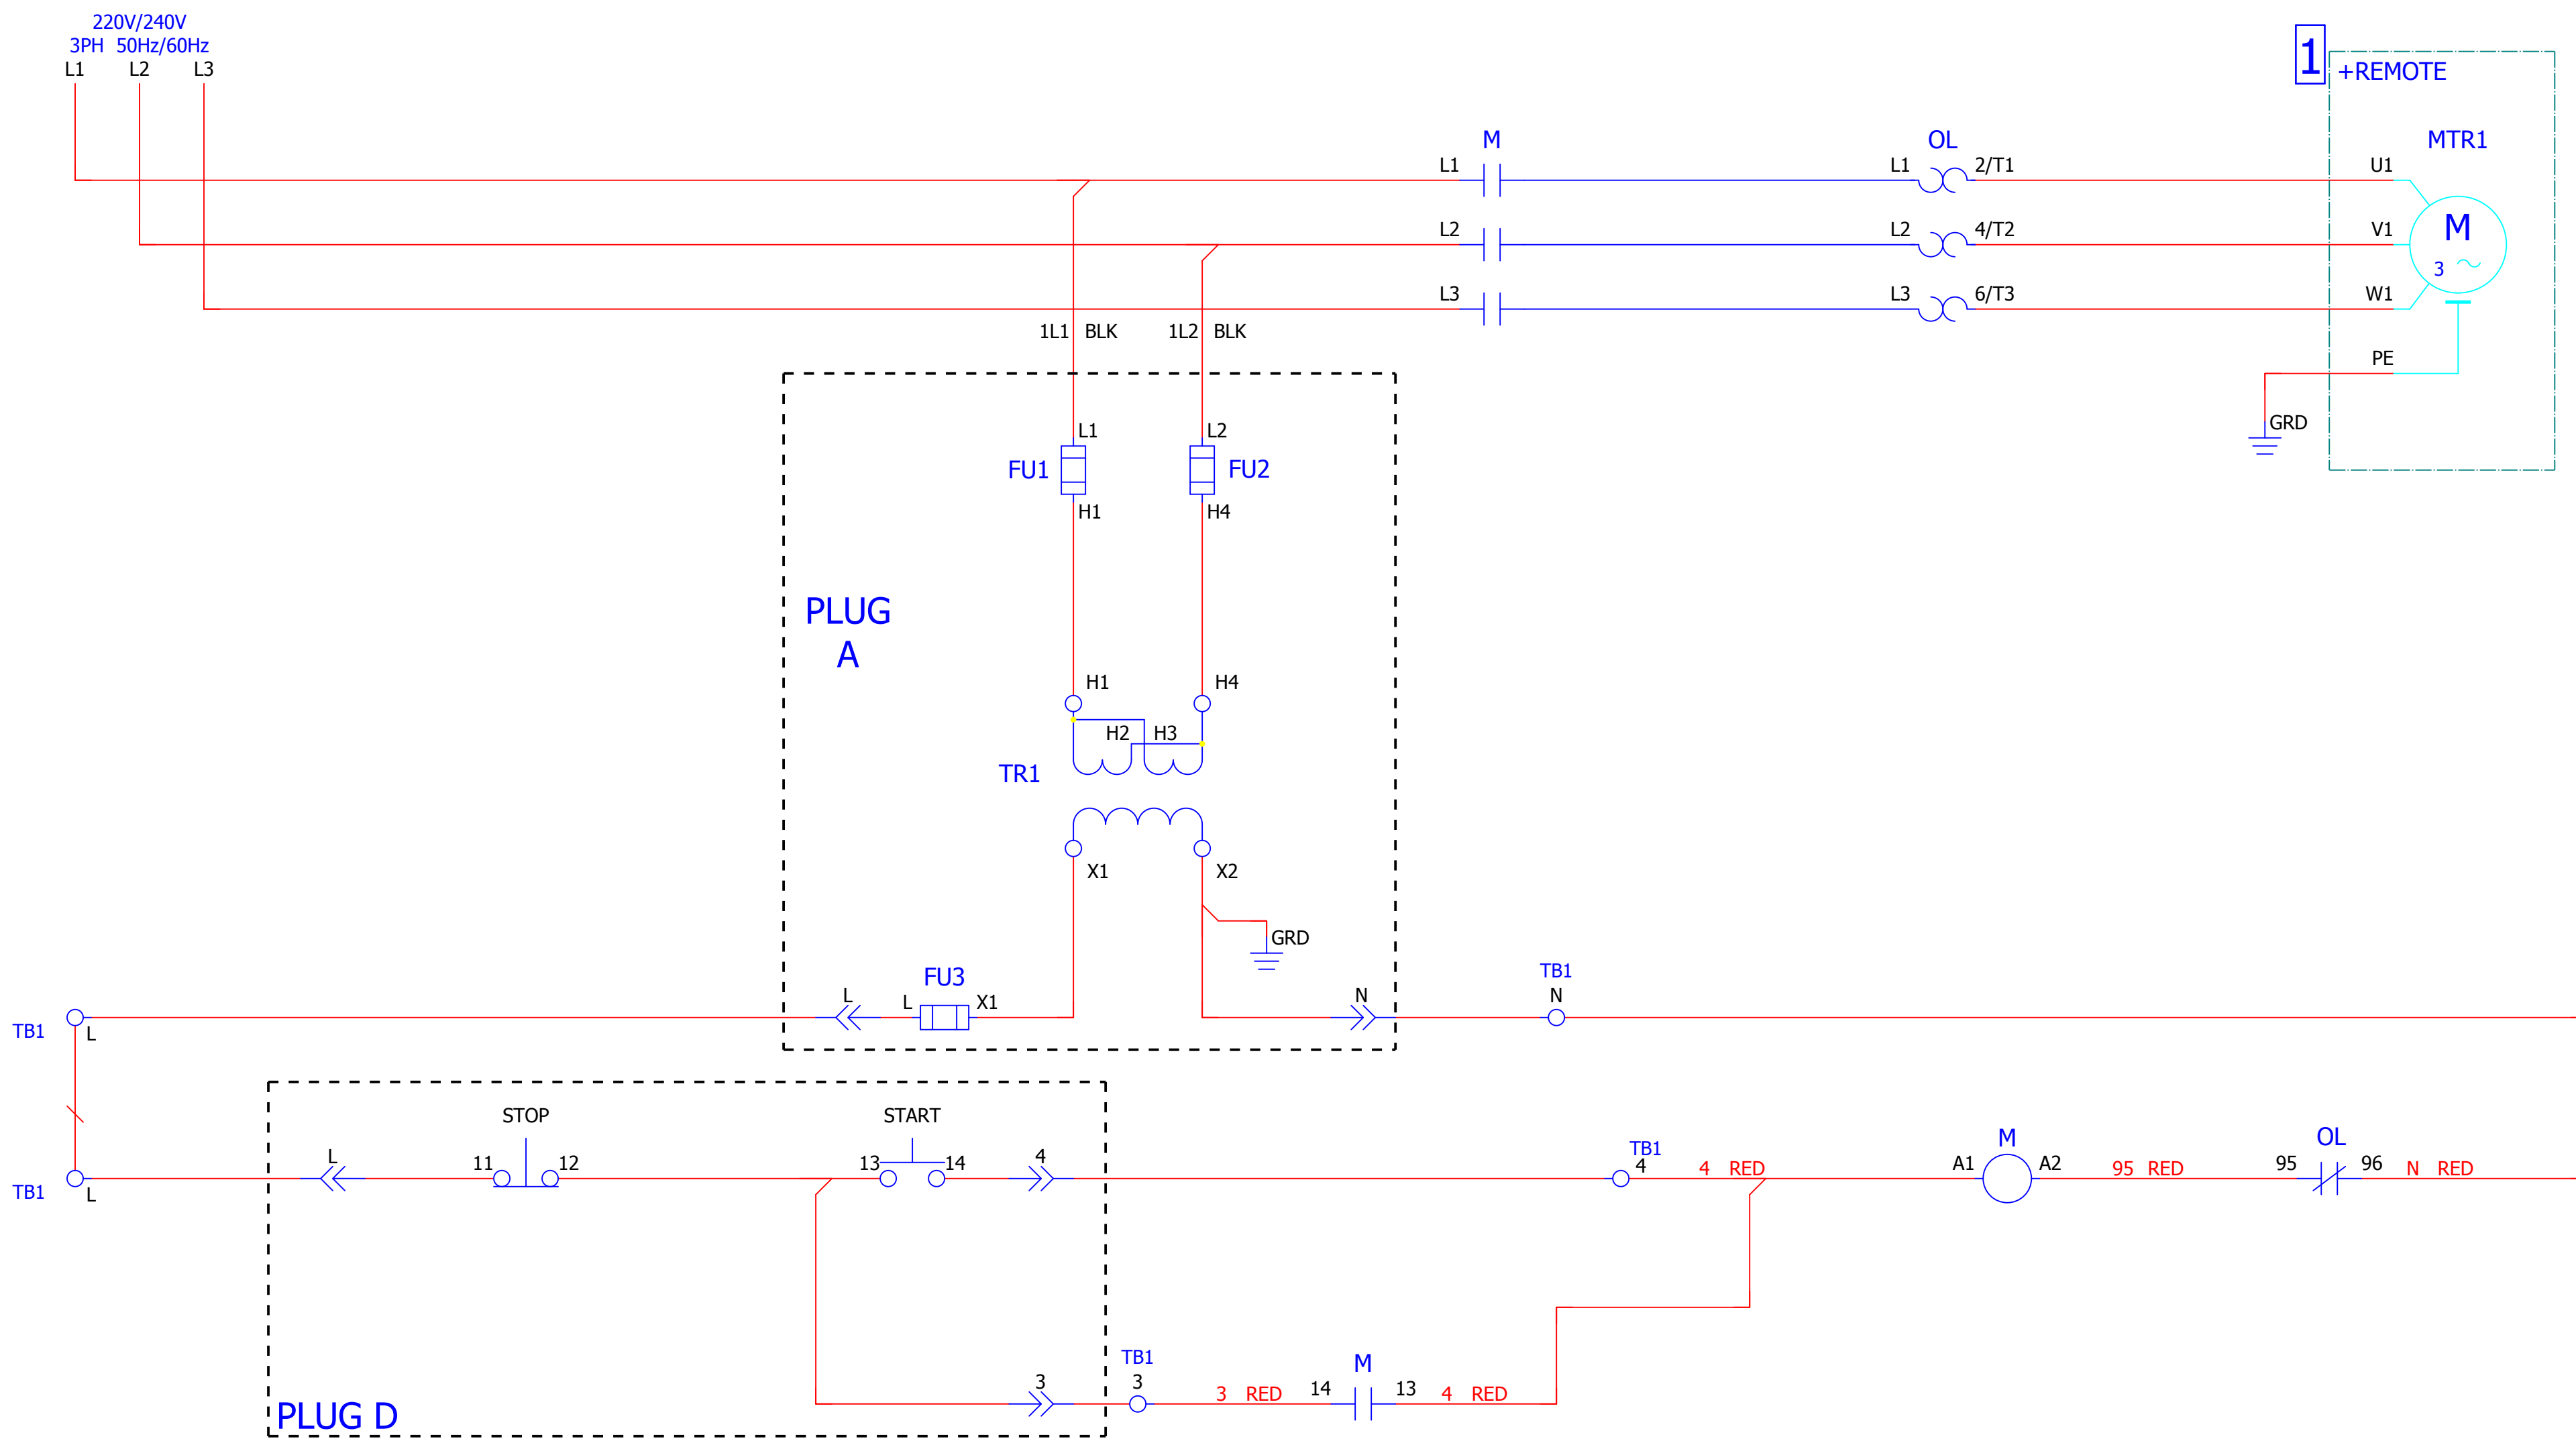 220V/240V
3PH 50Hz/60Hz
L1 L2 L3
1
+REMOTE
M OL MTR1
L1 L1 2/T1 U1
L2 L2 4/T2 V1
M
3
L3 L3 6/T3 W1
1L1 BLK 1L2 BLK
PE
GRD
L1 L2
FU1 FU2
H1 H4
PLUG
A
H1 H4
H2 H3
TR1
X1 X2
GRD
FU3
TB1
L L X1 N N
TB1
L
STOP START
L 11 12 13 14 4
TB1
4 4 RED
M
A1 A2
95 RED
OL
95 96
N RED
TB1
L
TB1
M
3 3 3 RED 14 13 4 RED
PLUG D